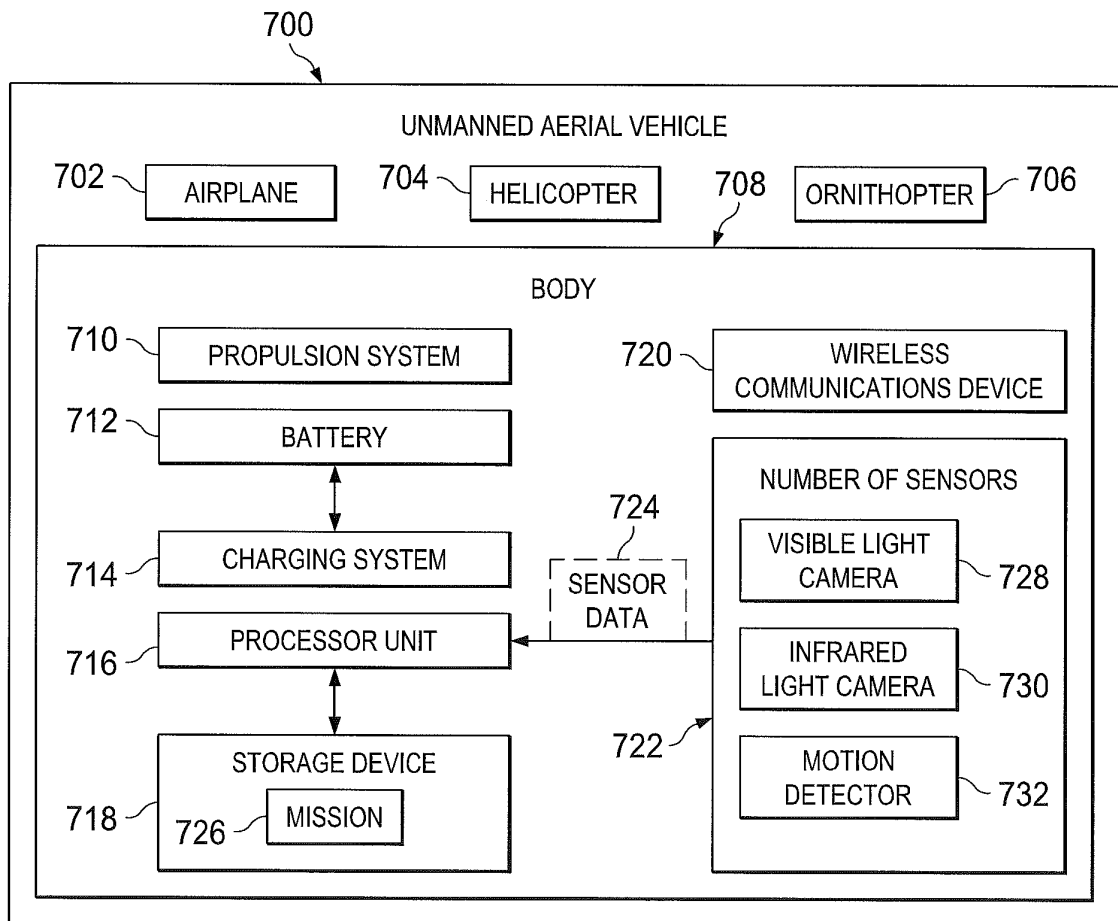 700
UNMANNED AERIAL VEHICLE
702
AIRPLANE
704
HELICOPTER
708
ORNITHOPTER
706
BODY
710
PROPULSION SYSTEM
720
WIRELESS
COMMUNICATIONS DEVICE
712
BATTERY
NUMBER OF SENSORS
724
714
CHARGING SYSTEM
SENSOR
DATA
VISIBLE LIGHT
CAMERA
728
716
PROCESSOR UNIT
INFRARED
LIGHT CAMERA
730
722
STORAGE DEVICE
718
726
MISSION
MOTION
DETECTOR
732